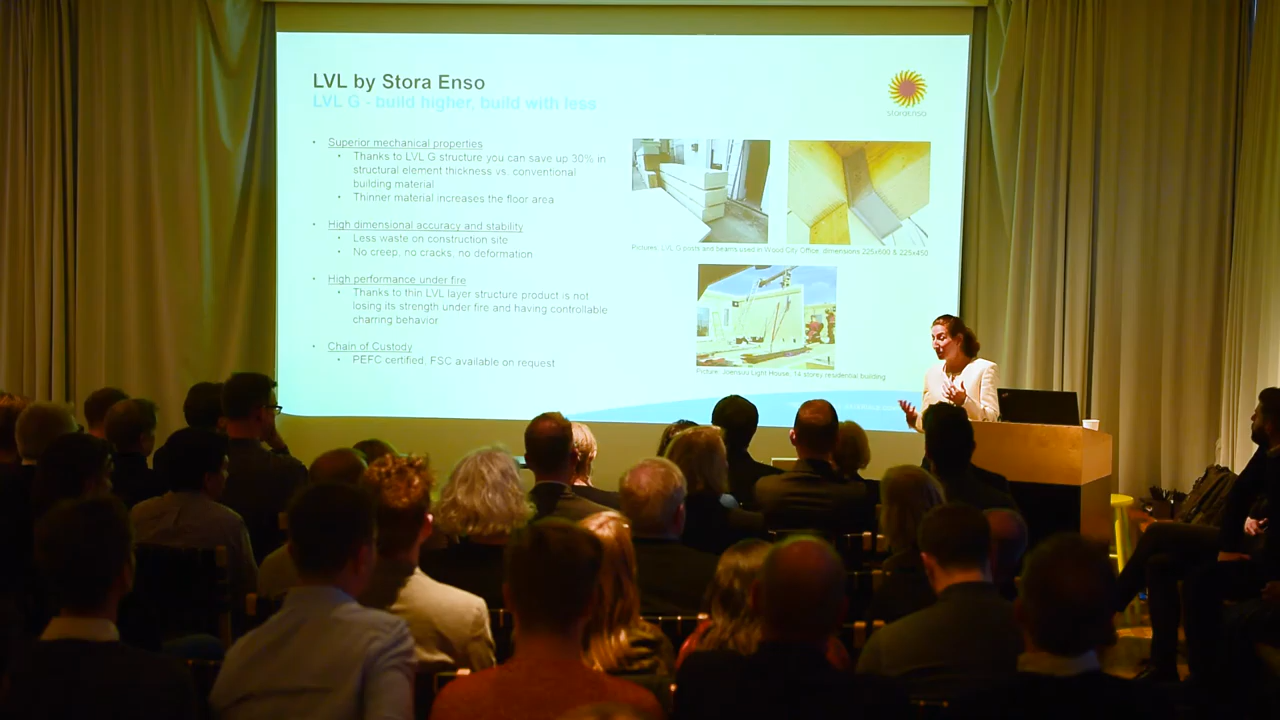 LVL by Stora Enso
LVL G - build higher, build with less
storaenso
• Superior mechanical properties
• Thanks to LVL G structure you can save up 30% in
structural element thickness vs. conventional
building material
• Thinner material increases the floor area
• High dimensional accuracy and stability
• Less waste on construction site
• No creep, no cracks, no deformation
• High performance under fire
• Thanks to thin LVL layer structure product is not
losing its strength under fire and having controllable
charring behavior
• Chain of Custody
• PEFC certified, FSC available on request
Pictures: LVL G posts and beams used in Wood City Office, dimensions 225x600 & 225x450
Picture: Joensuu Light House, 14 storey residential building